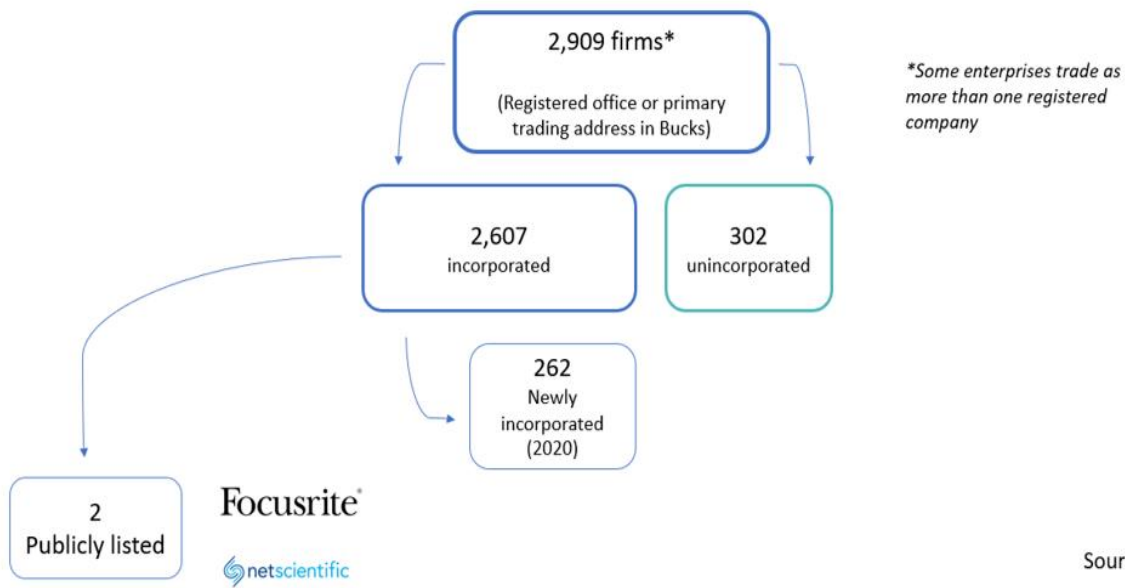 2,909 firms*
(Registered office or primary
trading address in Bucks)
*Some enterprises trade as
more than one registered
company
2,607
incorporated
302
unincorporated
262
Newly
incorporated
(2020)
2
Publicly listed
Focusrite®
netscientific
Sour